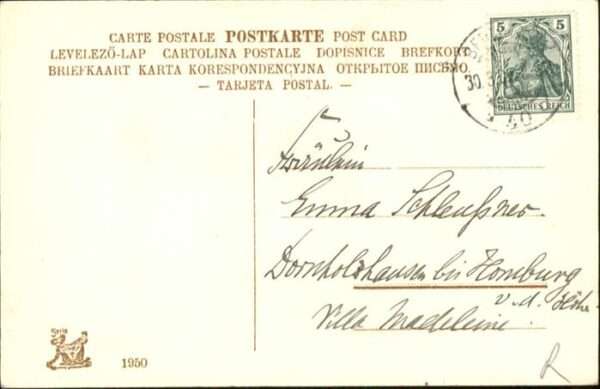 CARTE POSTALE POSTKARTE POST CARD
LEVELEZŐ-LAP CARTOLINA POSTALE DOPISNICE BREFKORT
BRIEFKAART KARTA KORESPONDENCYJNA ОТКРЫТОЕ ПИСЬМО
— TARJETA POSTAL. —
5 5
DEUTSCHES REICH
30.
40
Fräulein
Emma Schleußner.
Dornholzhausen bei Homburg
v. d. Höhe
Villa Madeleine.
1950
R